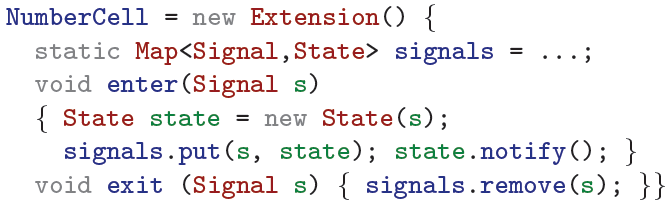 NumberCell = new Extension() {
static Map<Signal,State> signals = ...;
void enter(Signal s)
{ State state = new State(s);
signals.put(s, state); state.notify(); }
void exit (Signal s) { signals.remove(s); }}